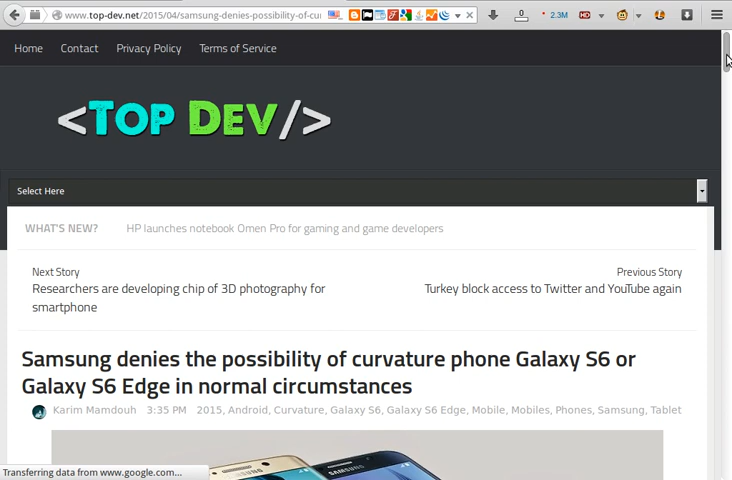 www.top-dev.net/2015/04/samsung-denies-possibility-of-cu
0
2.3M
HD
Home Contact Privacy Policy Terms of Service
<TOP DEV/>
Select Here
WHAT'S NEW? HP launches notebook Omen Pro for gaming and game developers
Next Story
Researchers are developing chip of 3D photography for
smartphone
Previous Story
Turkey block access to Twitter and YouTube again
Samsung denies the possibility of curvature phone Galaxy S6 or
Galaxy S6 Edge in normal circumstances
Karim Mamdouh 3:35 PM 2015, Android, Curvature, Galaxy S6, Galaxy S6 Edge, Mobile, Mobiles, Phones, Samsung, Tablet
SAMSUNG
Transferring data from www.google.com...